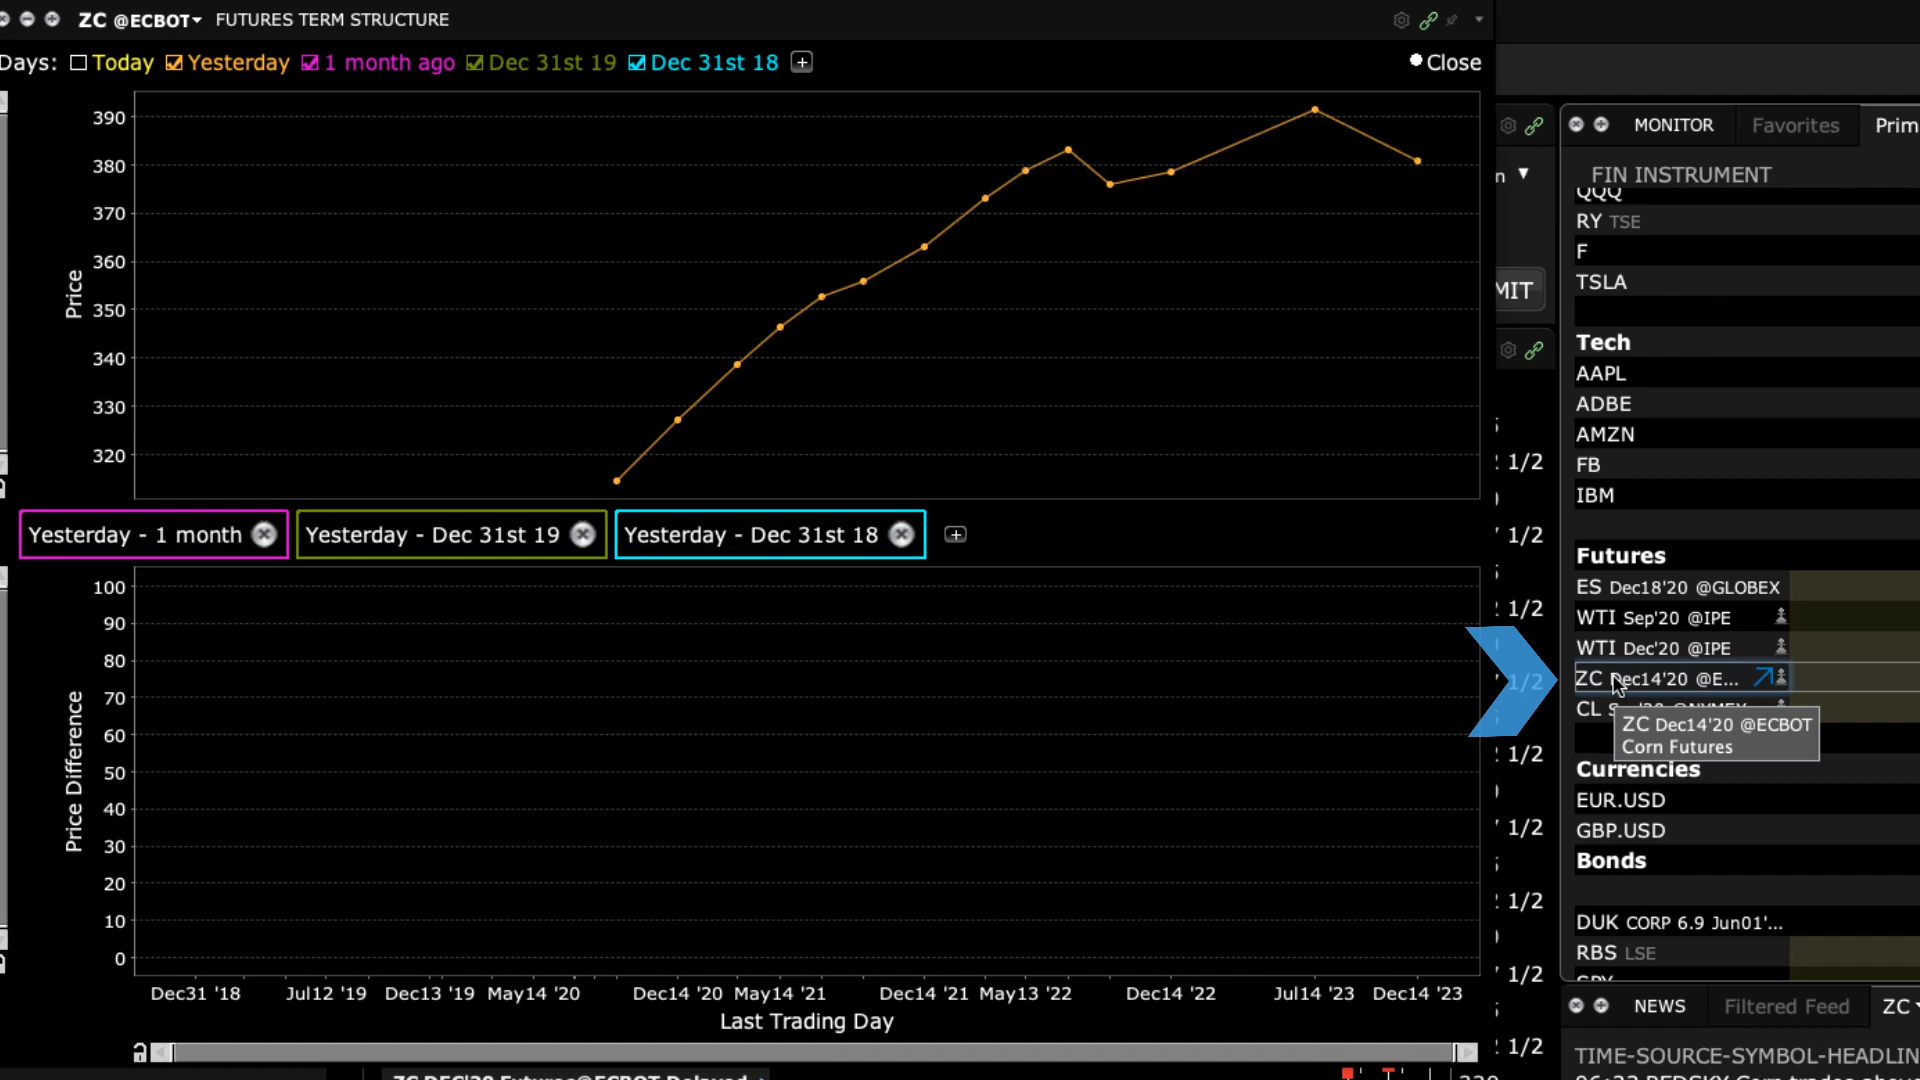 ZC @ECBOT FUTURES TERM STRUCTURE
Days: Today Yesterday 1 month ago Dec 31st 19 Dec 31st 18 +
Close
390
380
370
360
350
340
330
320
Price
Yesterday - 1 month
Yesterday - Dec 31st 19
Yesterday - Dec 31st 18
100
90
80
70
60
50
40
30
20
10
0
Price Difference
Dec31 '18 Jul12 '19 Dec13 '19 May14 '20 Dec14 '20 May14 '21 Dec14 '21 May13 '22 Dec14 '22 Jul14 '23 Dec14 '23
Last Trading Day
ZC DEC'20 Futures@ECBOT Delayed
MIT
1/2
1/2
1/2
1/2
1/2
1/2
1/2
1/2
1/2
MONITOR Favorites Prim
FIN INSTRUMENT
QQQ
RY TSE
F
TSLA
Tech
AAPL
ADBE
AMZN
FB
IBM
Futures
ES Dec18'20 @GLOBEX
WTI Sep'20 @IPE
WTI Dec'20 @IPE
ZC Dec14'20 @E...
CL
ZC Dec14'20 @ECBOT
Corn Futures
Currencies
EUR.USD
GBP.USD
Bonds
DUK CORP 6.9 Jun01'...
RBS LSE
NEWS Filtered Feed ZC
TIME-SOURCE-SYMBOL-HEADLIN